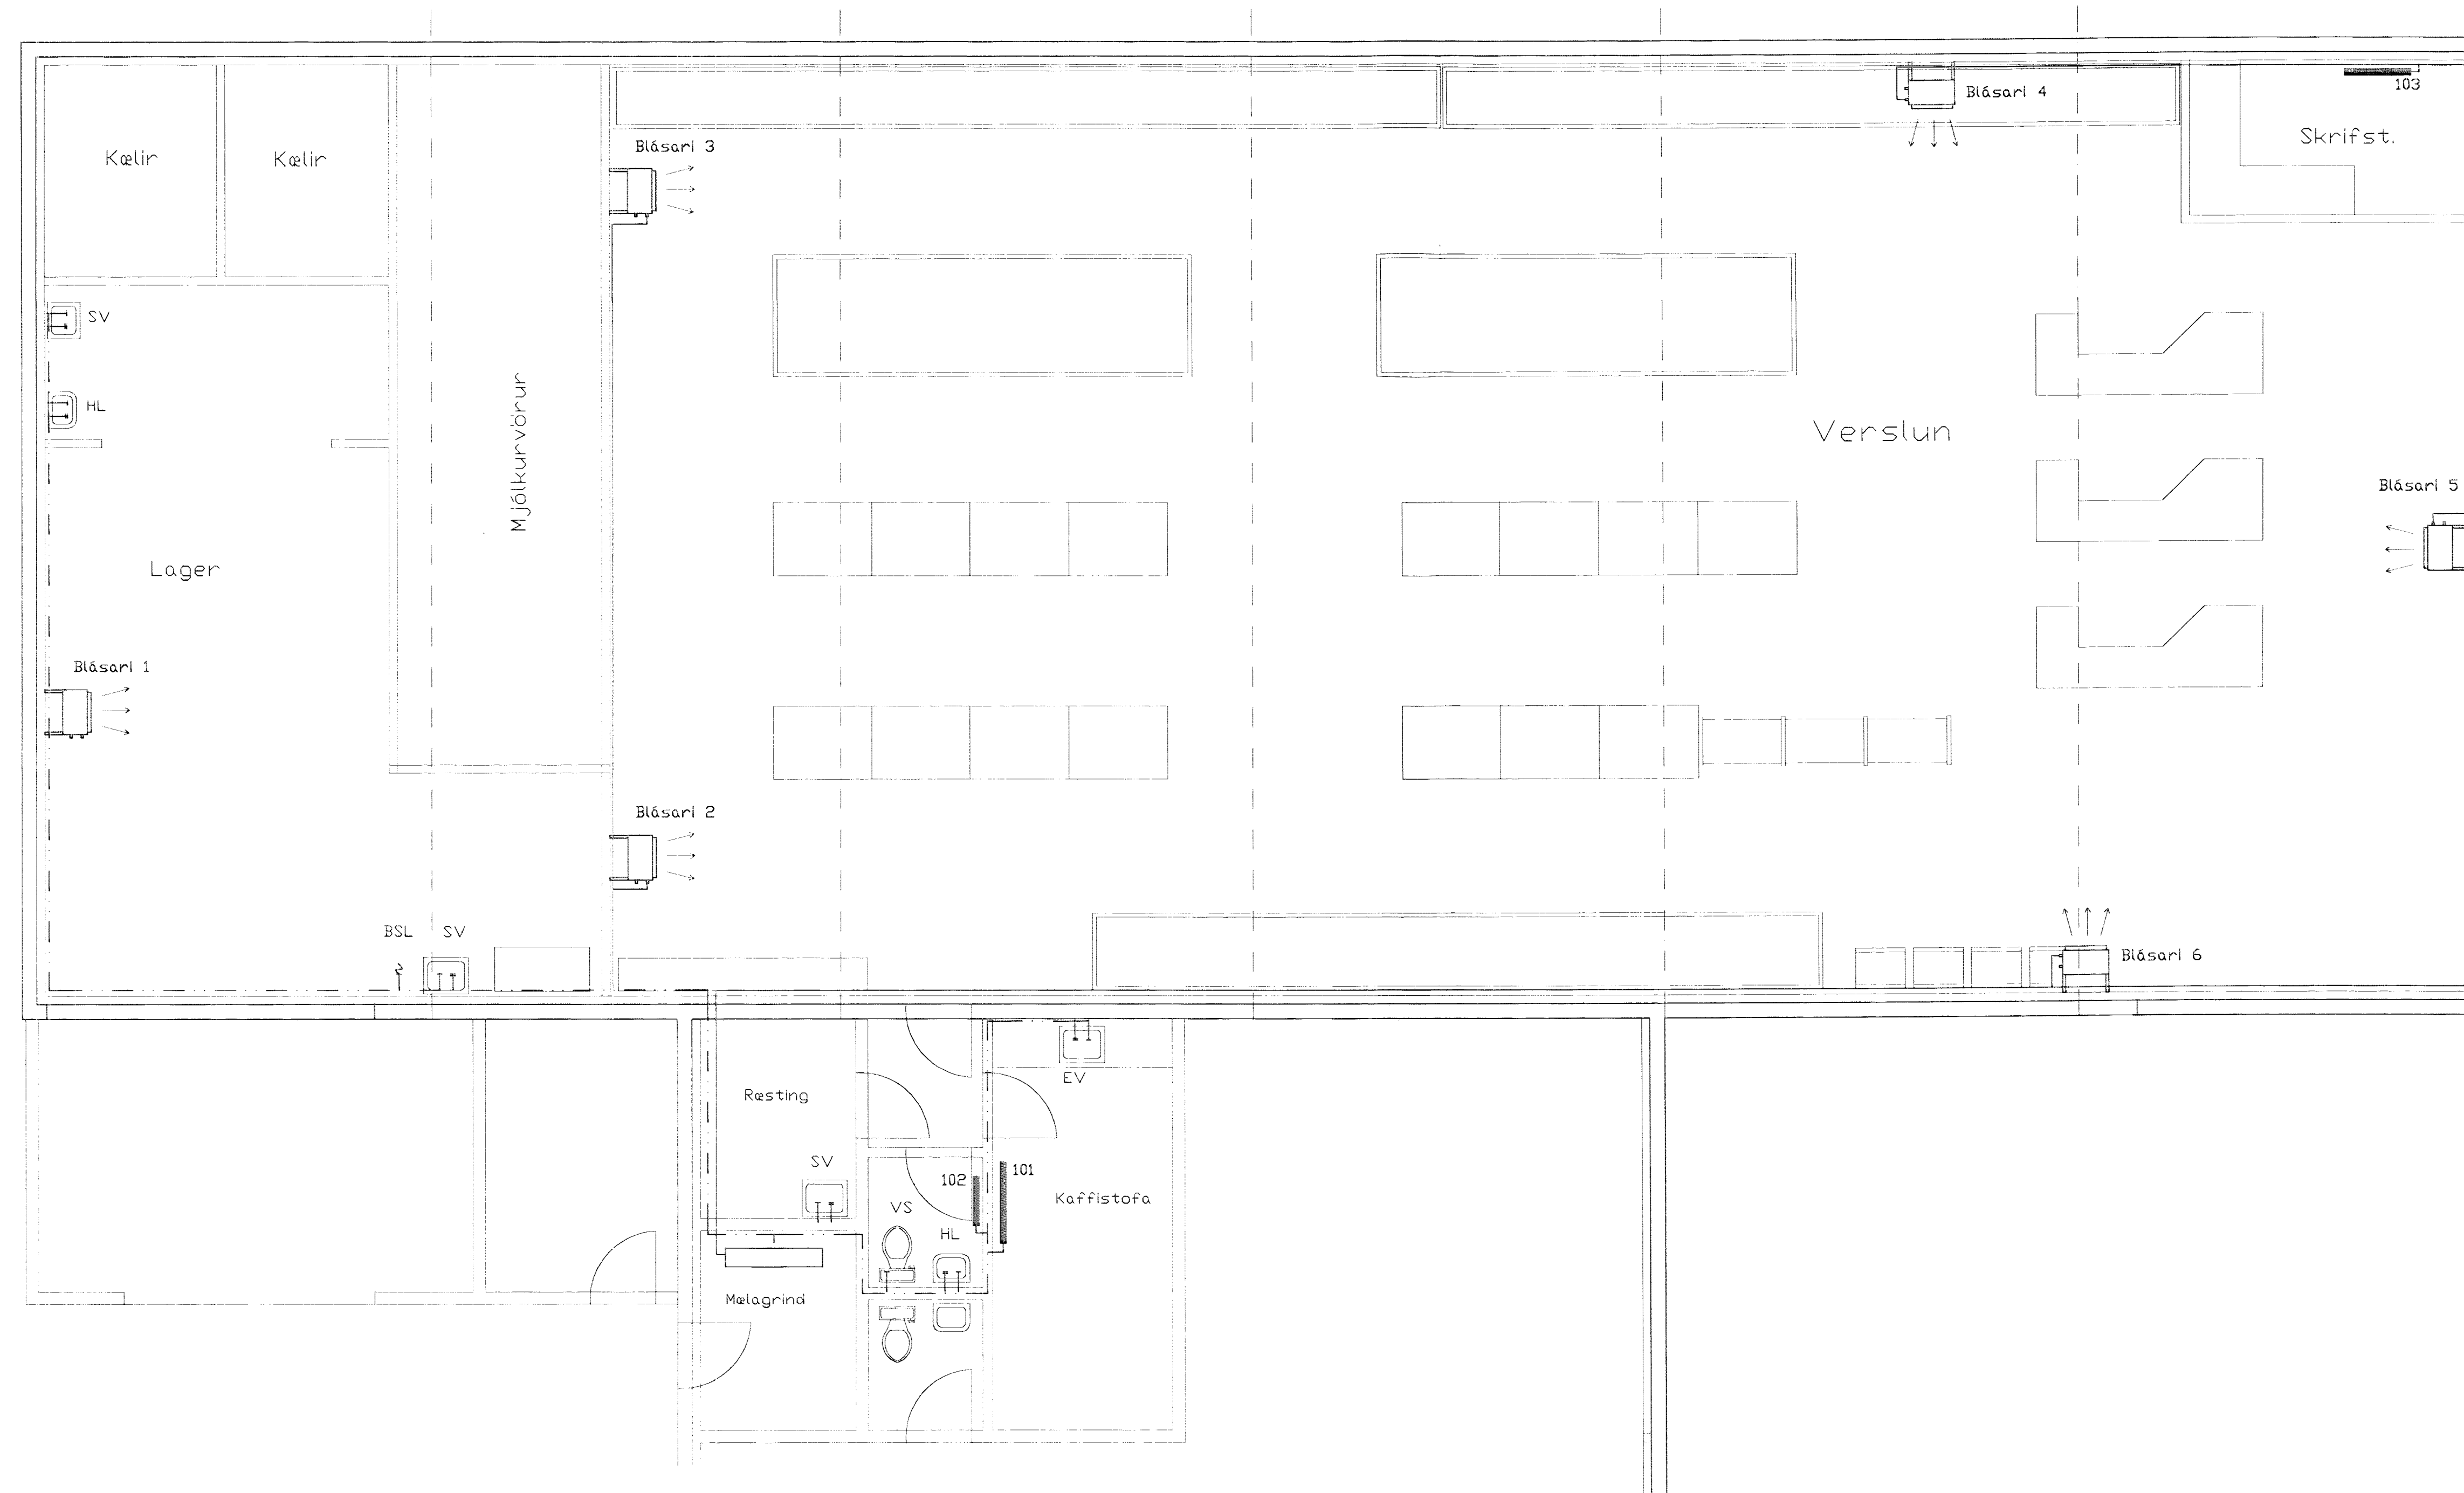 Blásari 4
103
Skrifst.
Kælir
Kælir
Blásari 3
SV
HL
Mjólkurvörur
Verslun
Blásari 5
Lager
Blásari 1
Blásari 2
BSL
SV
Blásari 6
EV
Ræsting
SV
102
101
VS
HL
Kaffistofa
Mælagrind